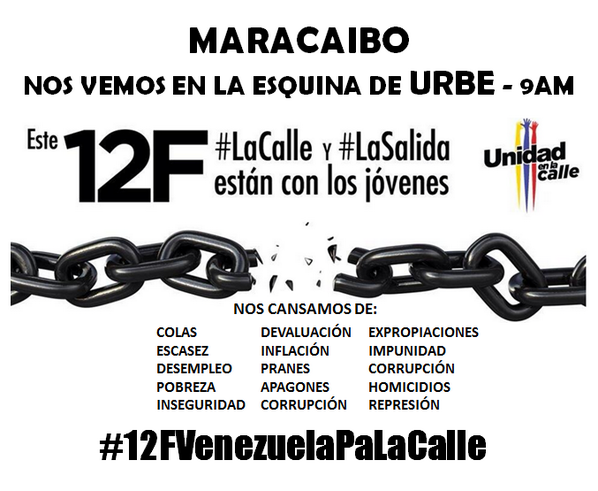 MARACAIBO
NOS VEMOS EN LA ESQUINA DE URBE - 9AM
Este 12F #LaCalle Y #LaSalida
están con los jóvenes
Unidad
en la
calle
NOS CANSAMOS DE:
COLAS DEVALUACIÓN EXPROPIACIONES
ESCASEZ INFLACIÓN IMPUNIDAD
DESEMPLEO PRANES CORRUPCIÓN
POBREZA APAGONES HOMICIDIOS
INSEGURIDAD CORRUPCIÓN REPRESIÓN
#12FVenezuelaPaLaCalle